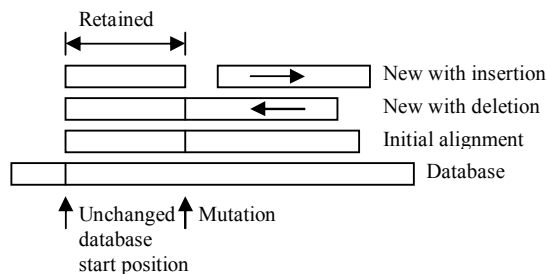 Retained
New with insertion
New with deletion
Initial alignment
Database
Unchanged
database
start position
Mutation